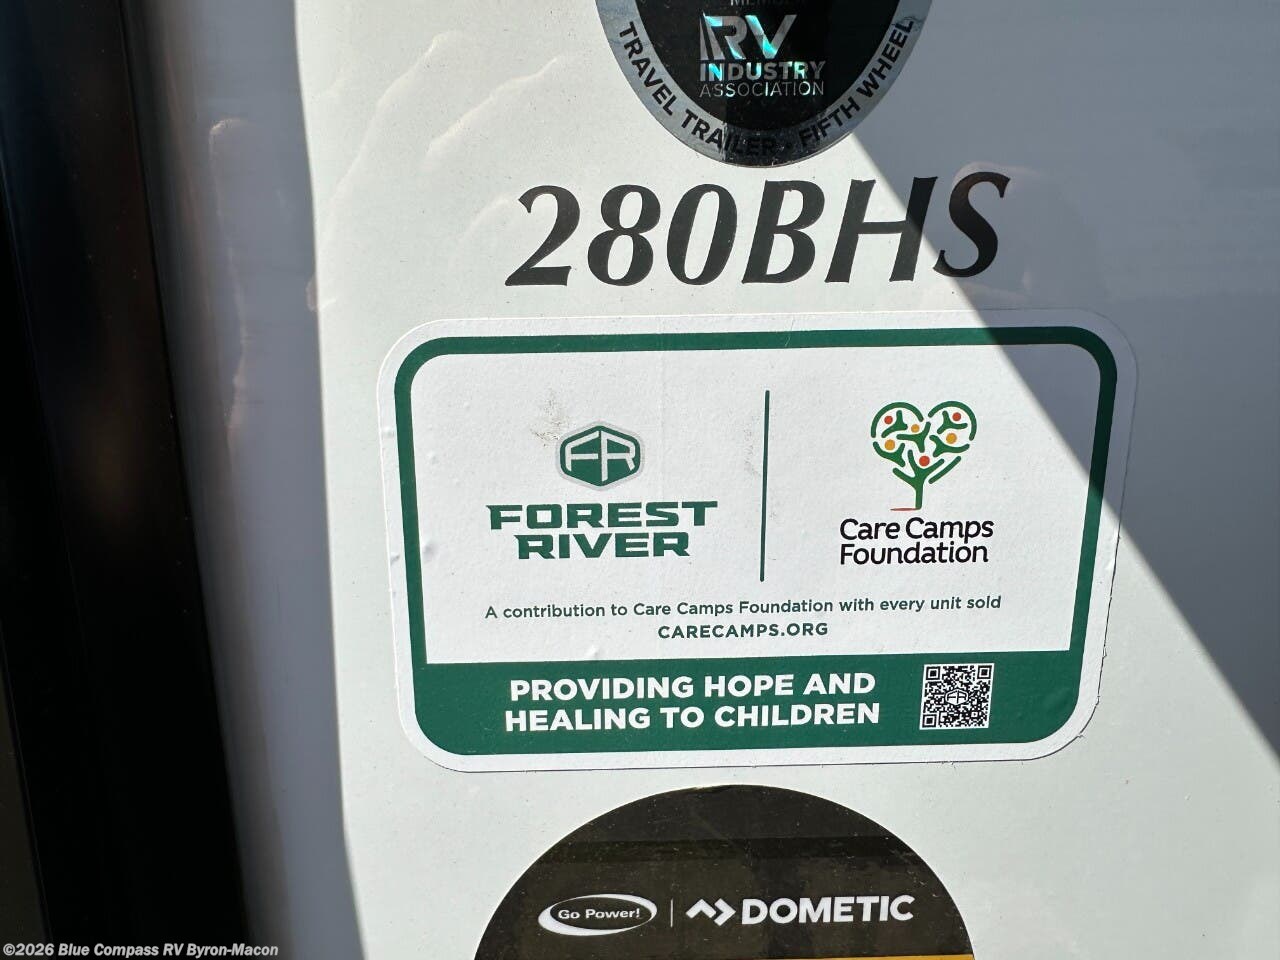 MEMBER
RV
INDUSTRY
ASSOCIATION
TRAVEL TRAILER - FIFTH WHEEL
280BHS
FR
FOREST
RIVER
Care Camps
Foundation
A contribution to Care Camps Foundation with every unit sold
CARECAMPS.ORG
PROVIDING HOPE AND
HEALING TO CHILDREN
FR
Go Power!
DOMETIC
©2026 Blue Compass RV Byron-Macon